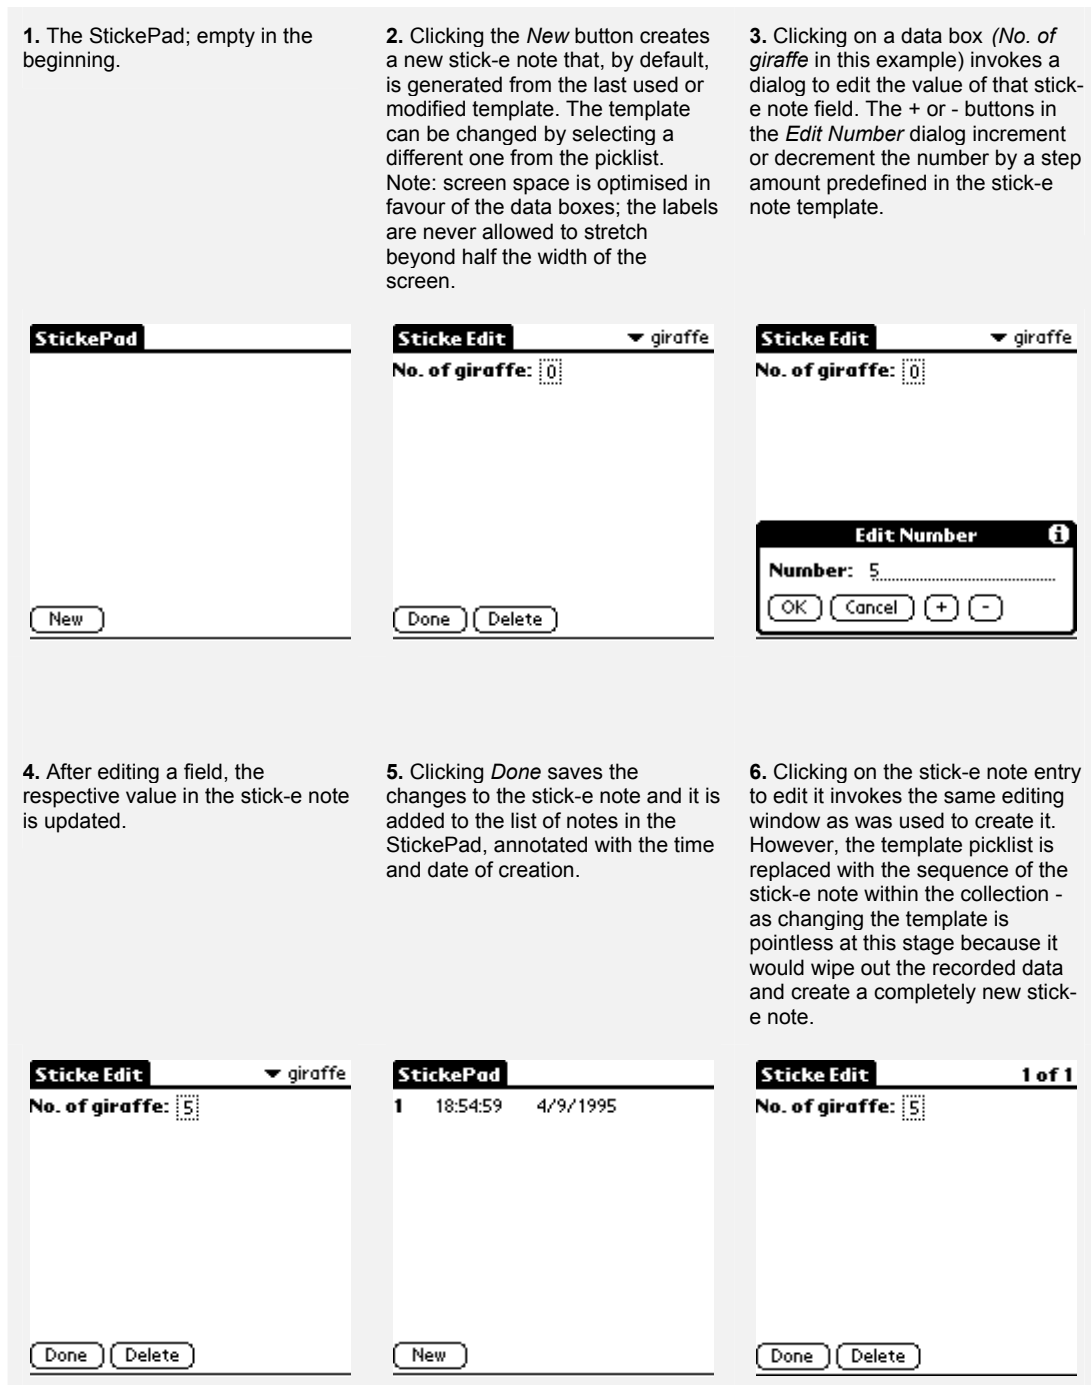 1. The StickePad; empty in the
beginning.
2. Clicking the New button creates
a new stick-e note that, by default,
is generated from the last used or
modified template. The template
can be changed by selecting a
different one from the picklist.
Note: screen space is optimised in
favour of the data boxes; the labels
are never allowed to stretch
beyond half the width of the
screen.
3. Clicking on a data box (No. of
giraffe in this example) invokes a
dialog to edit the value of that stick-
e note field. The + or - buttons in
the Edit Number dialog increment
or decrement the number by a step
amount predefined in the stick-e
note template.
StickePad
New
Sticke Edit giraffe
No. of giraffe: 0
Done Delete
Sticke Edit giraffe
No. of giraffe: 0
Edit Number i
Number: 5
OK Cancel + -
4. After editing a field, the
respective value in the stick-e note
is updated.
5. Clicking Done saves the
changes to the stick-e note and it is
added to the list of notes in the
StickePad, annotated with the time
and date of creation.
6. Clicking on the stick-e note entry
to edit it invokes the same editing
window as was used to create it.
However, the template picklist is
replaced with the sequence of the
stick-e note within the collection -
as changing the template is
pointless at this stage because it
would wipe out the recorded data
and create a completely new stick-
e note.
Sticke Edit giraffe
No. of giraffe: 5
Done Delete
StickePad
1 18:54:59 4/9/1995
New
Sticke Edit 1 of 1
No. of giraffe: 5
Done Delete